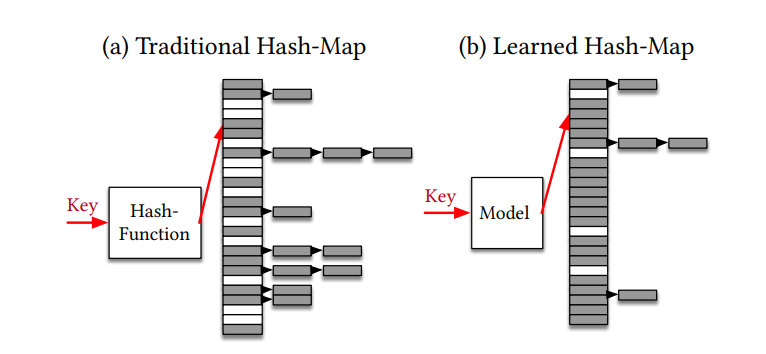 (a) Traditional Hash-Map
(b) Learned Hash-Map
Key
Hash-
Function
Key
Model